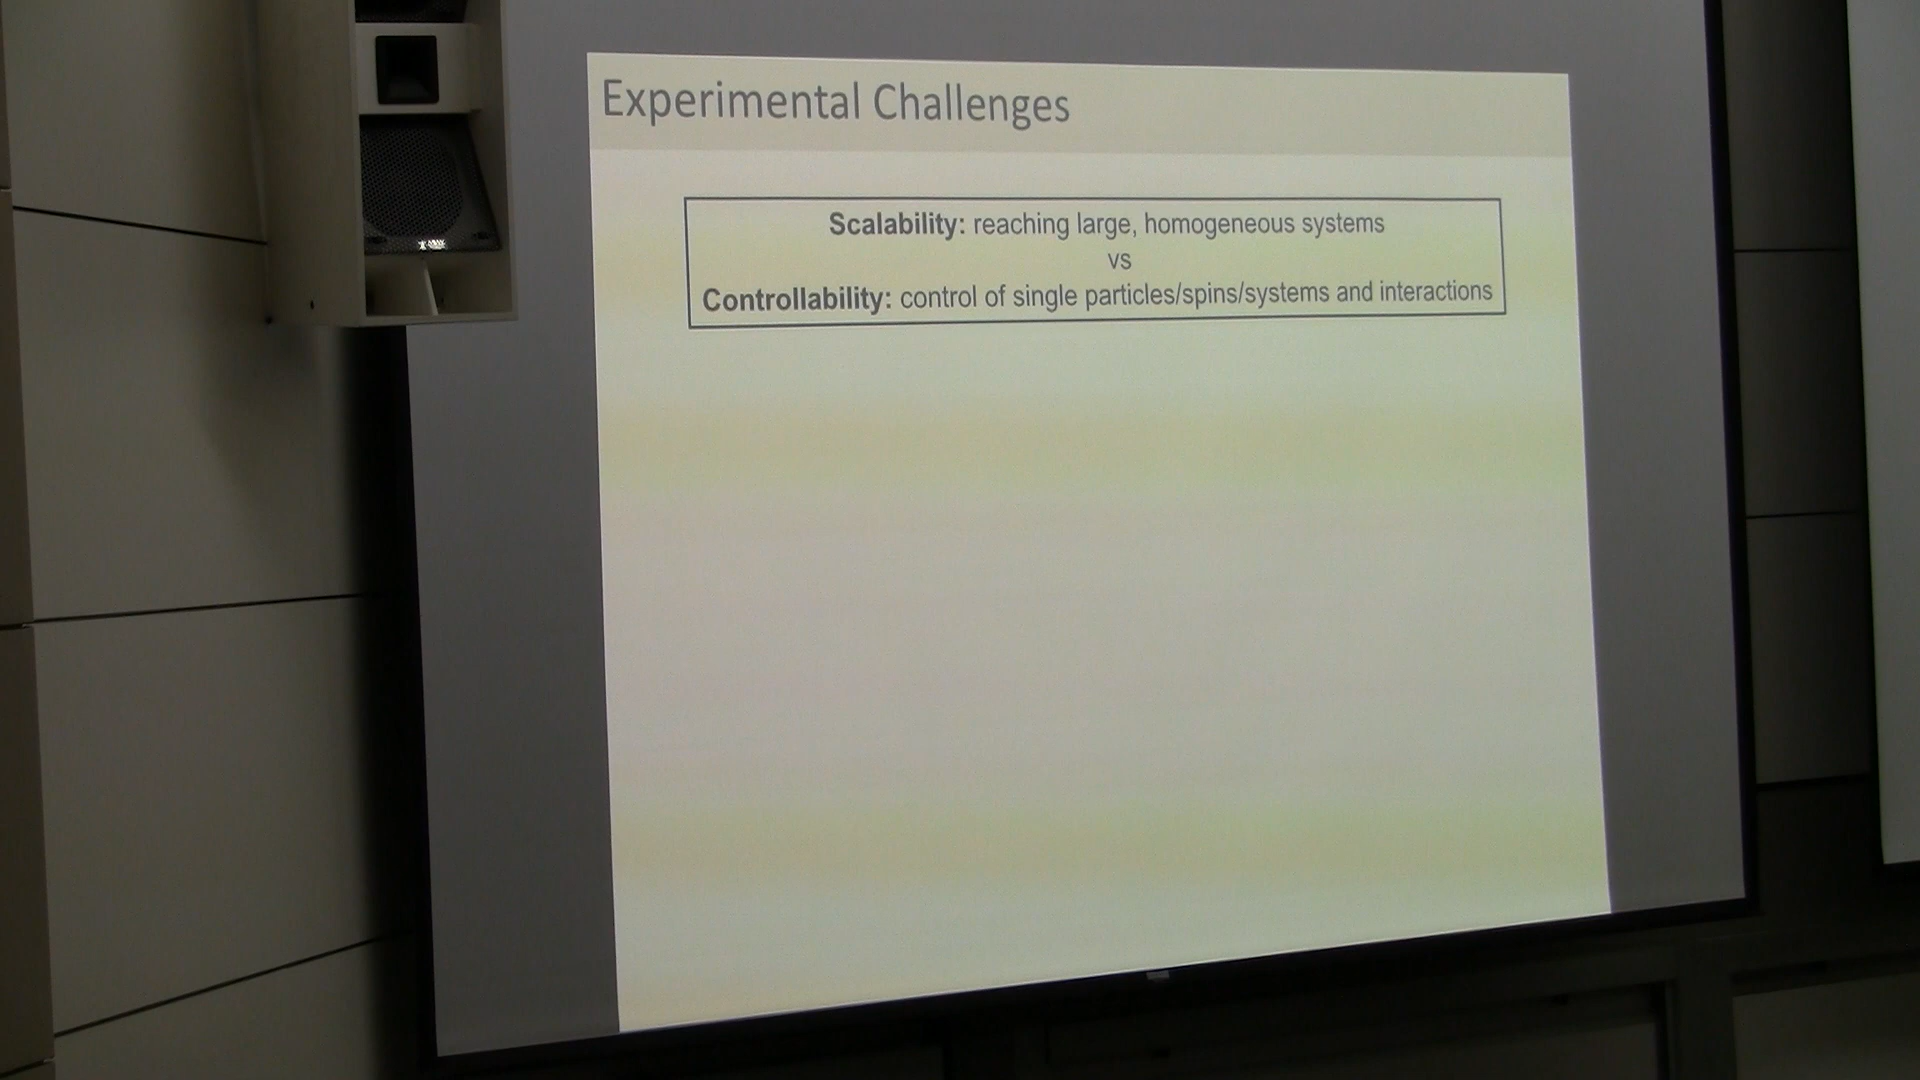 Experimental Challenges
Scalability: reaching large, homogeneous systems
vs
Controllability: control of single particles/spins/systems and interactions